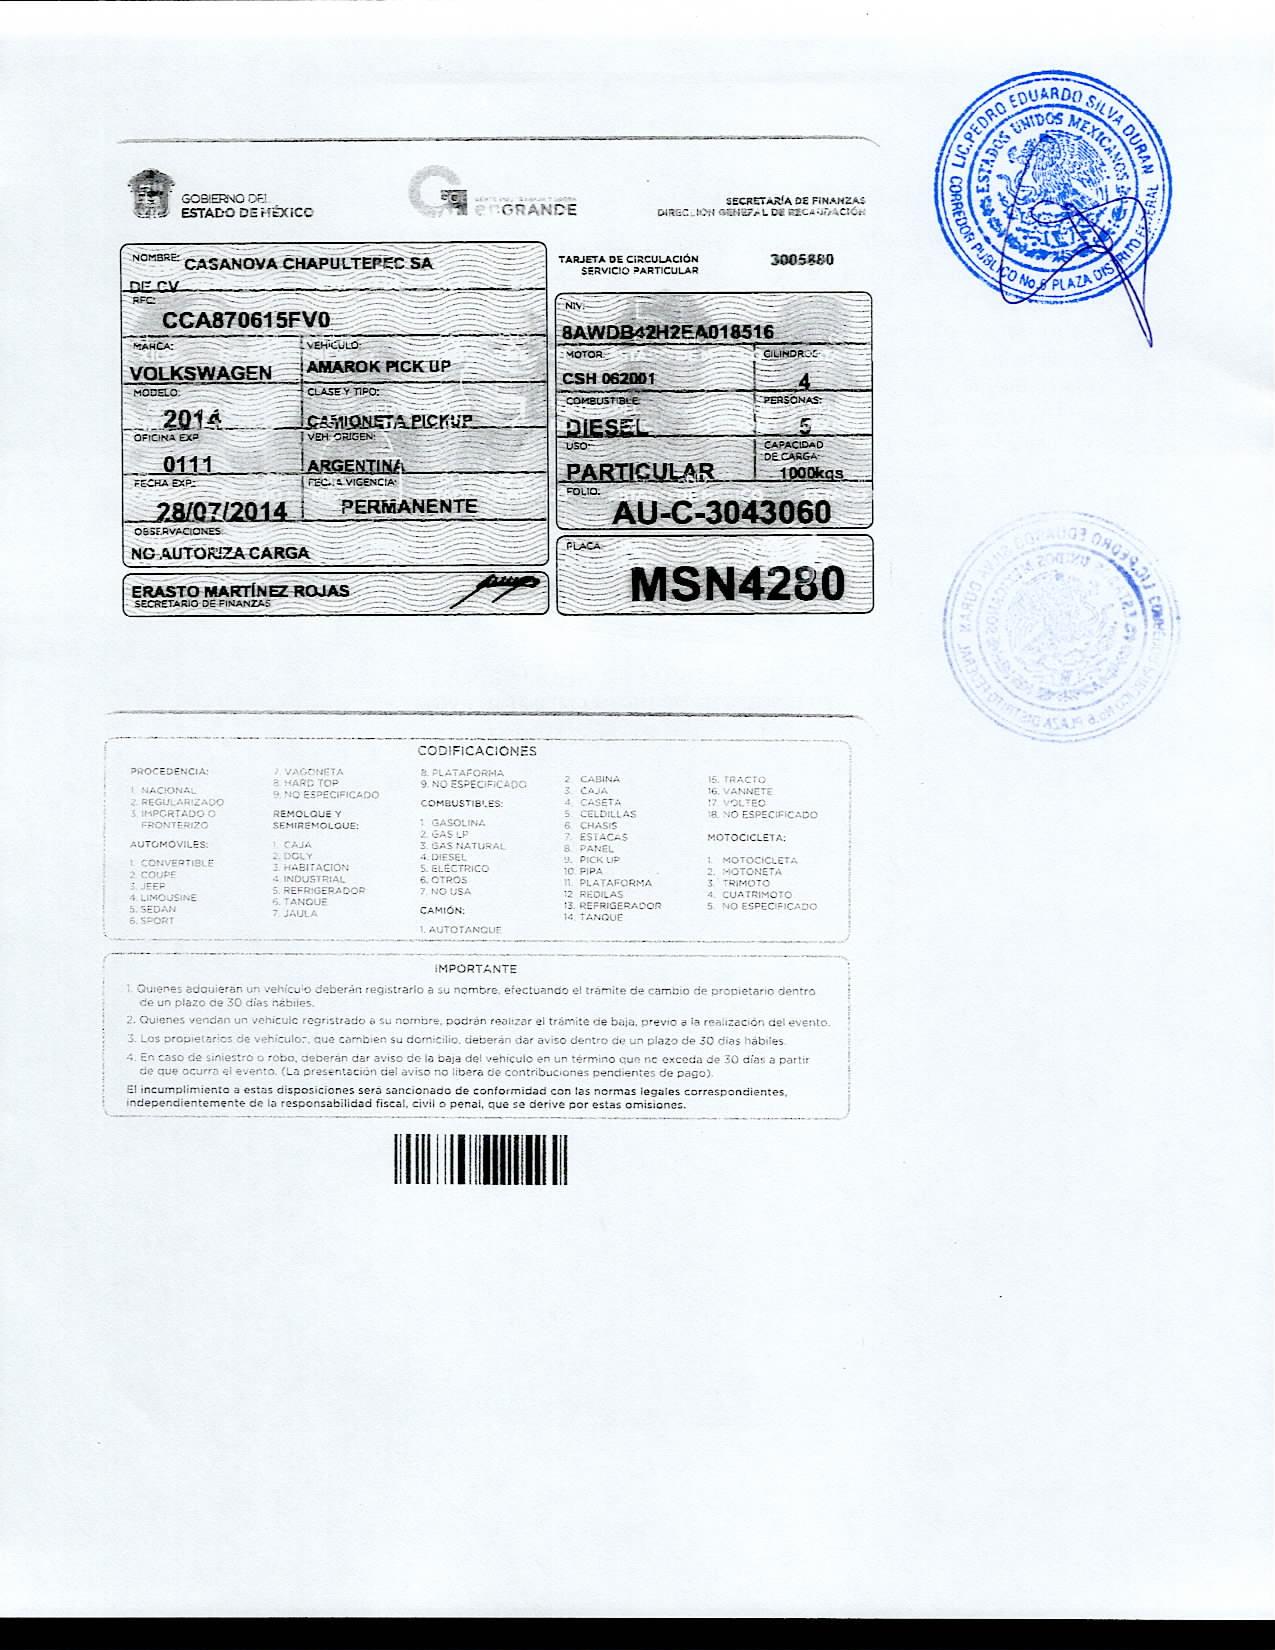 LIC. PEDRO EDUARDO SILVA DURAN
ESTADOS UNIDOS MEXICANOS
CORREDOR PUBLICO No. 6 PLAZA DISTRITO FEDERAL
GOBIERNO DEL
ESTADO DE MÉXICO
enGRANDE
SECRETARÍA DE FINANZAS
DIRECCIÓN GENERAL DE RECAUDACIÓN
TARJETA DE CIRCULACIÓN
SERVICIO PARTICULAR
3005880
NOMBRE: CASANOVA CHAPULTEPEC SA
DE CV
RFC:
CCA870615FV0
MARCA:
VOLKSWAGEN
VEHÍCULO:
AMAROK PICK UP
MODELO:
2014
CLASE Y TIPO:
CAMIONETA PICKUP
OFICINA EXP
0111
VEH. ORIGEN:
ARGENTINA
FECHA EXP:
28/07/2014
FECHA VIGENCIA:
PERMANENTE
OBSERVACIONES:
NO AUTORIZA CARGA
ERASTO MARTÍNEZ ROJAS
SECRETARIO DE FINANZAS
NIV:
8AWDB42H2EA018516
MOTOR:
CSH 062001
CILINDROS:
4
COMBUSTIBLE:
DIESEL
PERSONAS:
5
USO:
PARTICULAR
CAPACIDAD
DE CARGA:
1000kgs
FOLIO:
AU-C-3043060
PLACA:
MSN4280
CODIFICACIONES
PROCEDENCIA:
1. NACIONAL
2. REGULARIZADO
3. IMPORTADO O
FRONTERIZO
AUTOMÓVILES:
1. CONVERTIBLE
2. COUPE
3. JEEP
4. LIMOUSINE
5. SEDAN
6. SPORT
7. VAGONETA
8. HARD TOP
9. NO ESPECIFICADO
REMOLQUE Y
SEMIREMOLQUE:
1. CAJA
2. DOLY
3. HABITACION
4. INDUSTRIAL
5. REFRIGERADOR
6. TANQUE
7. JAULA
8. PLATAFORMA
9. NO ESPECIFICADO
COMBUSTIBLES:
1. GASOLINA
2. GAS LP
3. GAS NATURAL
4. DIESEL
5. ELÉCTRICO
6. OTROS
7. NO USA
CAMIÓN:
1. AUTOTANQUE
2. CABINA
3. CAJA
4. CASETA
5. CELDILLAS
6. CHASIS
7. ESTACAS
8. PANEL
9. PICK UP
10. PIPA
11. PLATAFORMA
12. REDILAS
13. REFRIGERADOR
14. TANQUE
15. TRACTO
16. VANNETE
17. VOLTEO
18. NO ESPECIFICADO
MOTOCICLETA:
1. MOTOCICLETA
2. MOTONETA
3. TRIMOTO
4. CUATRIMOTO
5. NO ESPECIFICADO
IMPORTANTE
1. Quienes adquieran un vehículo deberán registrarlo a su nombre, efectuando el trámite de cambio de propietario dentro
de un plazo de 30 días hábiles.
2. Quienes vendan un vehículo regristrado a su nombre, podrán realizar el trámite de baja, previo a la realización del evento.
3. Los propietarios de vehículos, que cambien su domicilio, deberán dar aviso dentro de un plazo de 30 días hábiles.
4. En caso de siniestro o robo, deberán dar aviso de la baja del vehículo en un término que no exceda de 30 días a partir
de que ocurra el evento. (La presentación del aviso no libera de contribuciones pendientes de pago).
El incumplimiento a estas disposiciones será sancionado de conformidad con las normas legales correspondientes,
independientemente de la responsabilidad fiscal, civil o penal, que se derive por estas omisiones.